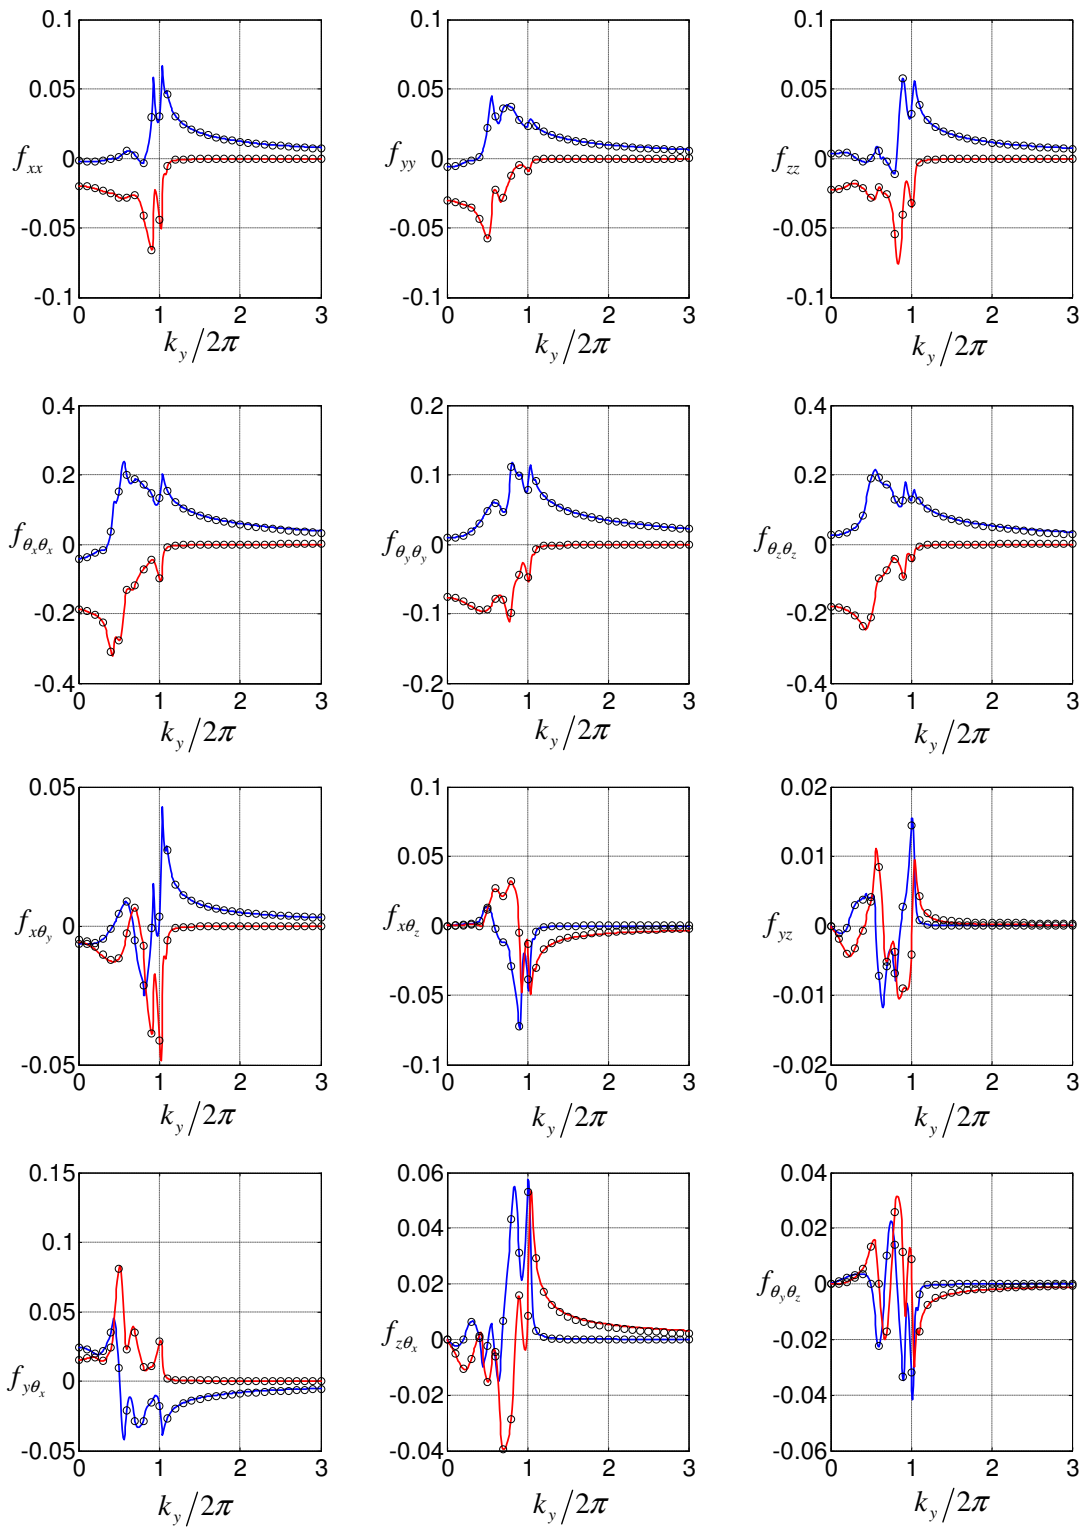 0.1 0.1 0.1
0.05 0.05 0.05
f_xx 0 f_yy 0 f_zz 0
-0.05 -0.05 -0.05
-0.1 -0.1 -0.1
0 1 2 3 0 1 2 3 0 1 2 3
k_y/2π k_y/2π k_y/2π
0.4 0.2 0.4
0.2 0.1 0.2
f_θxθx 0 f_θyθy 0 f_θzθz 0
-0.2 -0.1 -0.2
-0.4 -0.2 -0.4
0 1 2 3 0 1 2 3 0 1 2 3
k_y/2π k_y/2π k_y/2π
0.05 0.1 0.02
0.05 0.01
f_xθy 0 f_xθz 0 f_yz 0
-0.05 -0.01
-0.05 -0.1 0.02
0 1 2 3 0 1 2 3 0 1 2 3
k_y/2π k_y/2π k_y/2π
0.15 0.06 0.04
0.1 0.04 0.02
0.05 0.02 f_θyθz 0
f_yθx 0 f_zθx 0 -0.02
-0.02 -0.04
-0.05 -0.04 -0.06
0 1 2 3 0 1 2 3 0 1 2 3
k_y/2π k_y/2π k_y/2π